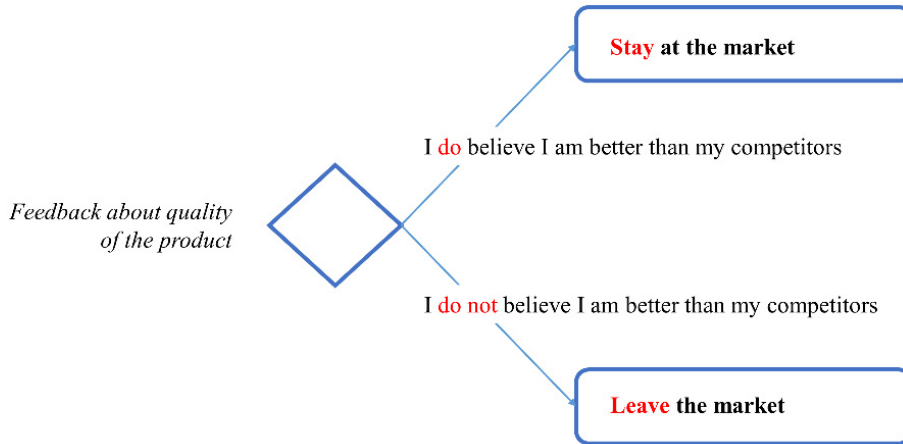 Stay at the market
I do believe I am better than my competitors
Feedback about quality
of the product
I do not believe I am better than my competitors
Leave the market